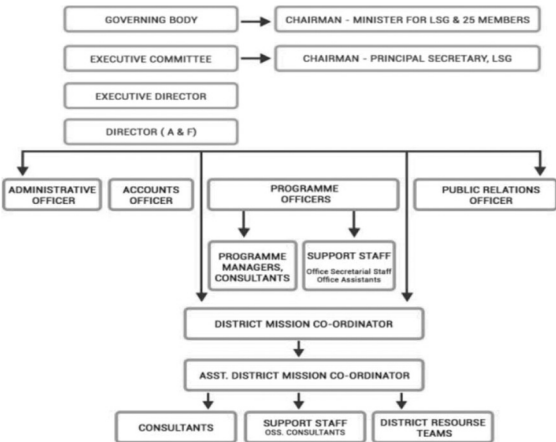 GOVERNING BODY
CHAIRMAN - MINISTER FOR LSG & 25 MEMBERS
EXECUTIVE COMMITTEE
CHAIRMAN - PRINCIPAL SECRETARY, LSG
EXECUTIVE DIRECTOR
DIRECTOR ( A & F)
ADMINISTRATIVE
OFFICER
ACCOUNTS
OFFICER
PROGRAMME
OFFICERS
PUBLIC RELATIONS
OFFICER
PROGRAMME
MANAGERS,
CONSULTANTS
SUPPORT STAFF
Office Secretarial Staff
Office Assistants
DISTRICT MISSION CO-ORDINATOR
ASST. DISTRICT MISSION CO-ORDINATOR
CONSULTANTS
SUPPORT STAFF
OSS. CONSULTANTS
DISTRICT RESOURSE
TEAMS